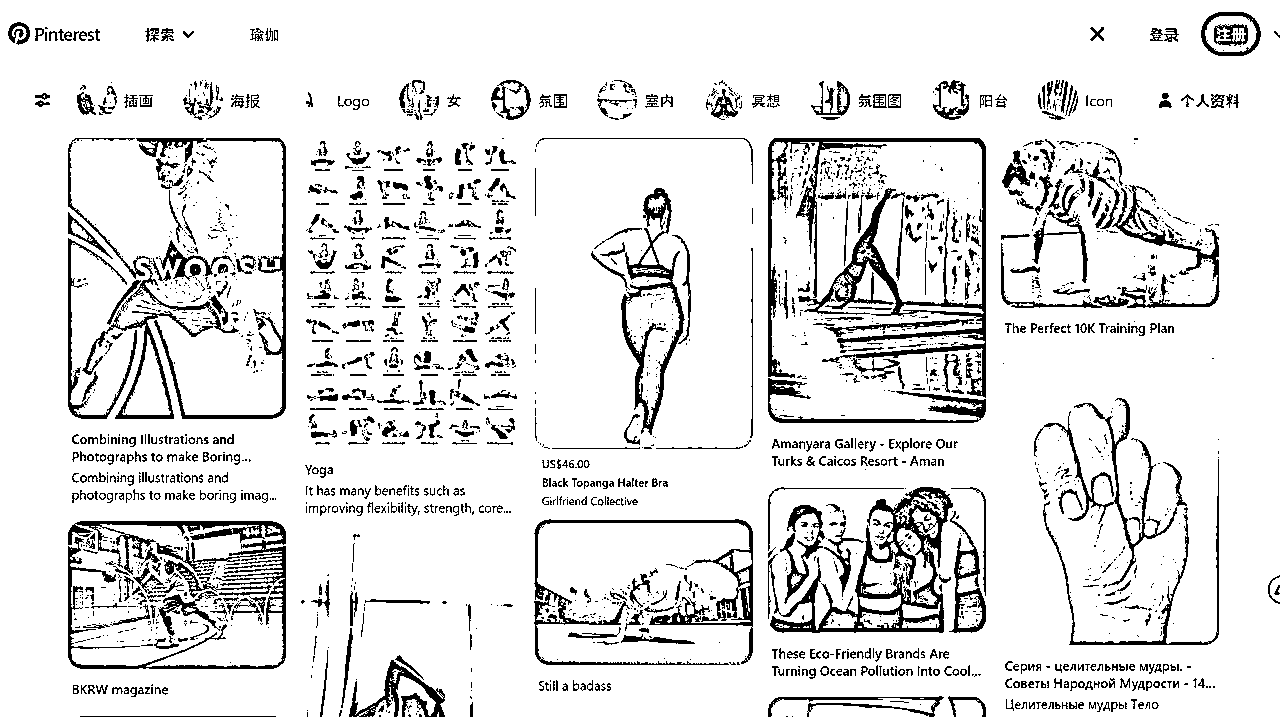 Pinterest
探索
瑜伽
登录
注册
插画
海报
Logo
女
氛围
室内
冥想
氛围图
阳台
Icon
个人资料
SWOOSH
Combining Illustrations and
Photographs to make Boring...
Combining illustrations and
photographs to make boring imag...
BKRW magazine
Yoga
It has many benefits such as
improving flexibility, strength, core...
US$46.00
Black Topanga Halter Bra
Girlfriend Collective
Still a badass
Amanyara Gallery - Explore Our
Turks & Caicos Resort - Aman
These Eco-Friendly Brands Are
Turning Ocean Pollution Into Cool...
The Perfect 10K Training Plan
Серия - целительные мудры. -
Советы Народной Мудрости - 14...
Целительные мудры Тело